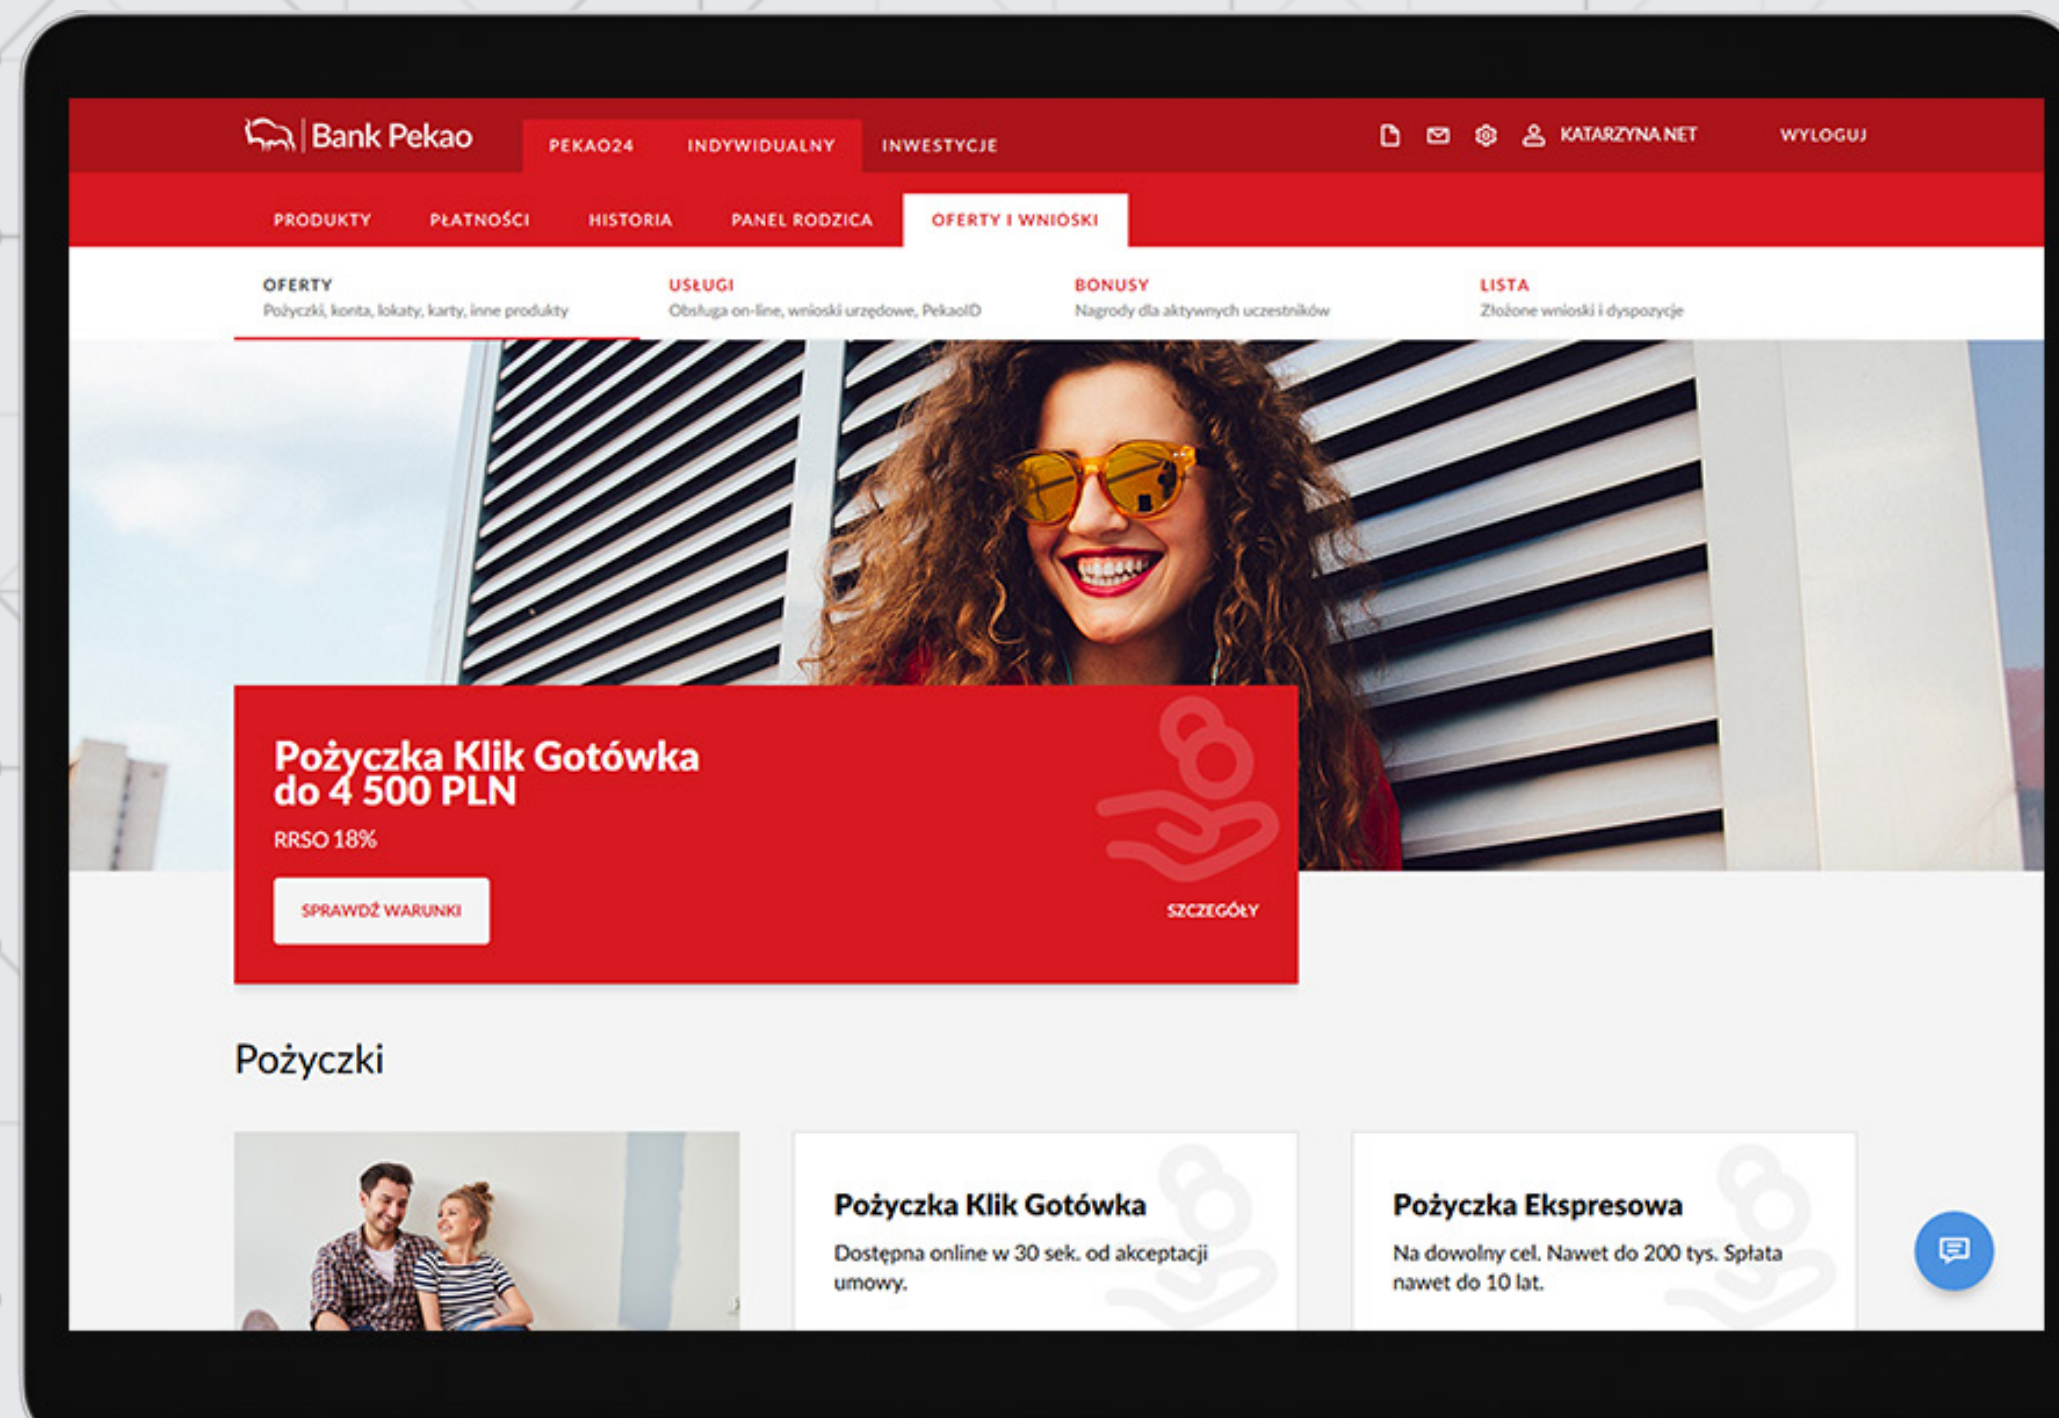 Bank Pekao
PEKAO24
INDYWIDUALNY
INWESTYCJE
KATARZYNA NET
WYLOGUJ
PRODUKTY
PŁATNOŚCI
HISTORIA
PANEL RODZICA
OFERTY I WNIOSKI
OFERTY
Pożyczki, konta, lokaty, karty, inne produkty
USŁUGI
Obsługa on-line, wnioski urzędowe, PekaoID
BONUSY
Nagrody dla aktywnych uczestników
LISTA
Złożone wnioski i dyspozycje
Pożyczka Klik Gotówka
do 4 500 PLN
RRSO 18%
SPRAWDŹ WARUNKI
SZCZEGÓŁY
Pożyczki
Pożyczka Klik Gotówka
Dostępna online w 30 sek. od akceptacji
umowy.
Pożyczka Ekspresowa
Na dowolny cel. Nawet do 200 tys. Spłata
nawet do 10 lat.